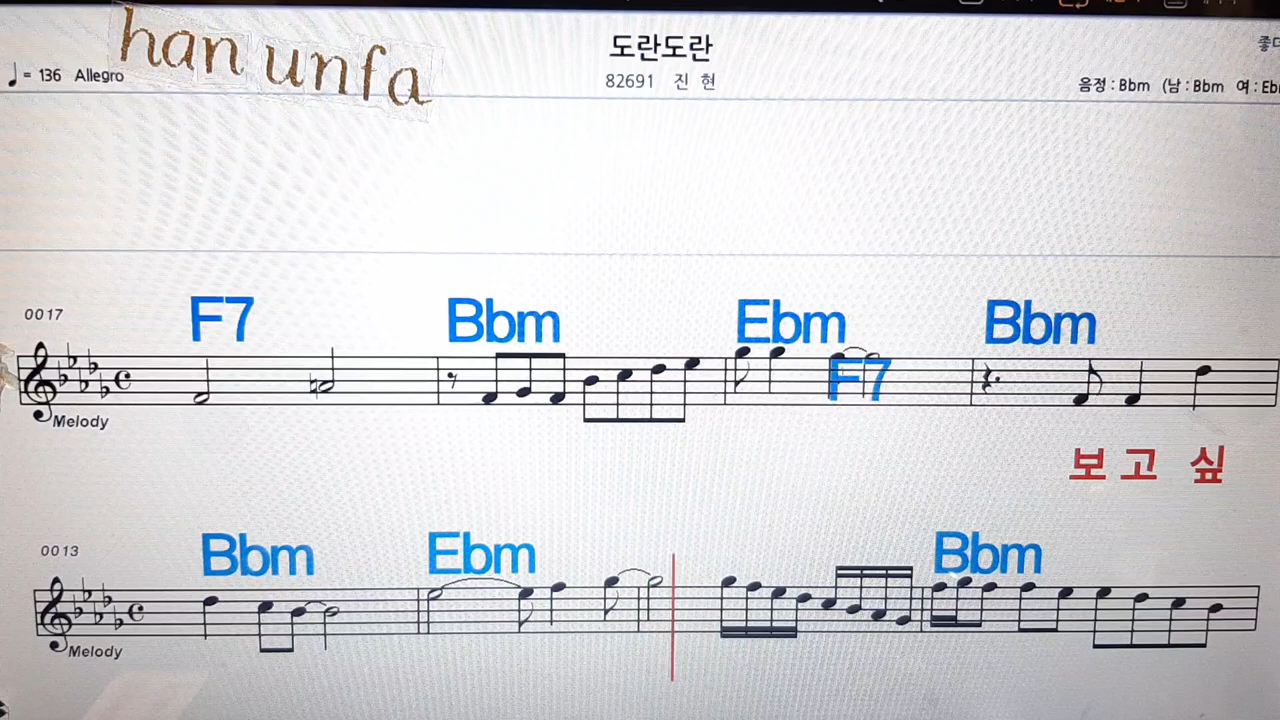 han unfa
도란도란
♩= 136 Allegro
82691 진 현
음정 : Bbm (남 : Bbm 여 :
0017
F7 Bbm Ebm F7 Bbm
Melody
보 고 싶
0013
Bbm Ebm Bbm
Melody